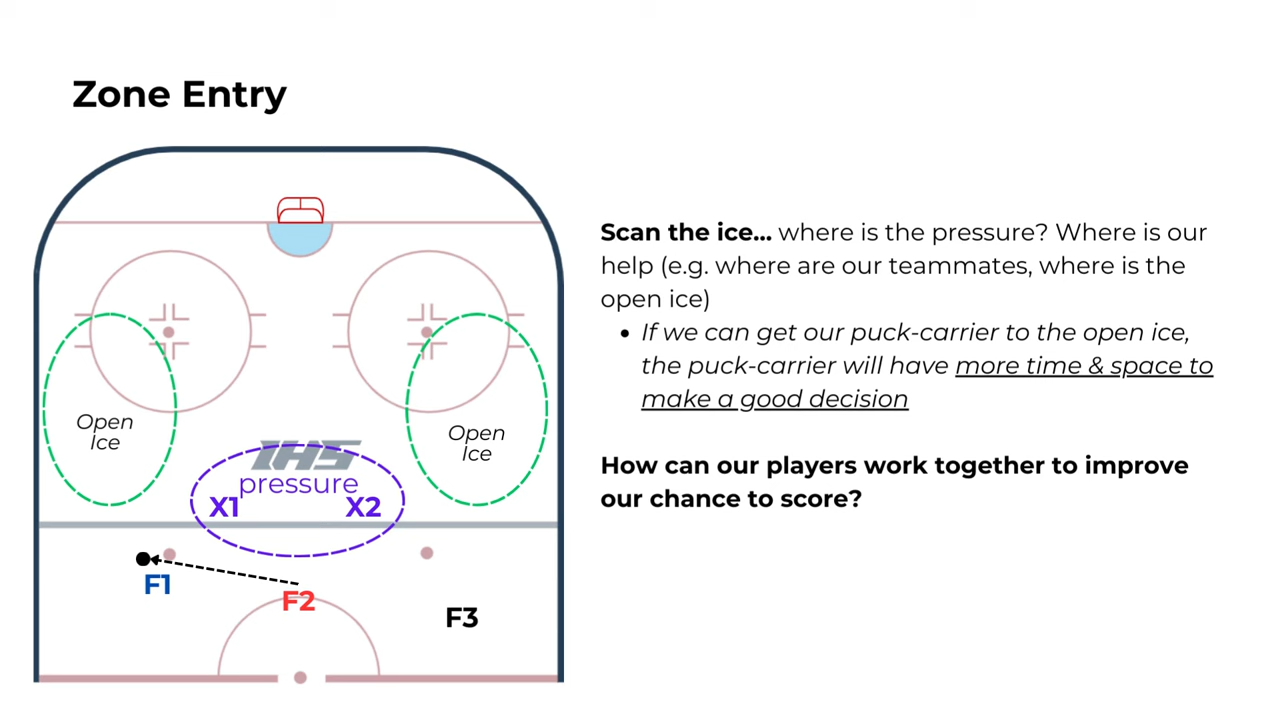 Zone Entry
Scan the ice... where is the pressure? Where is our
help (e.g. where are our teammates, where is the
open ice)
• If we can get our puck-carrier to the open ice,
the puck-carrier will have more time & space to
make a good decision
How can our players work together to improve
our chance to score?
Open
Ice
Open
Ice
IHS
pressure
X1 X2
F1
F2
F3